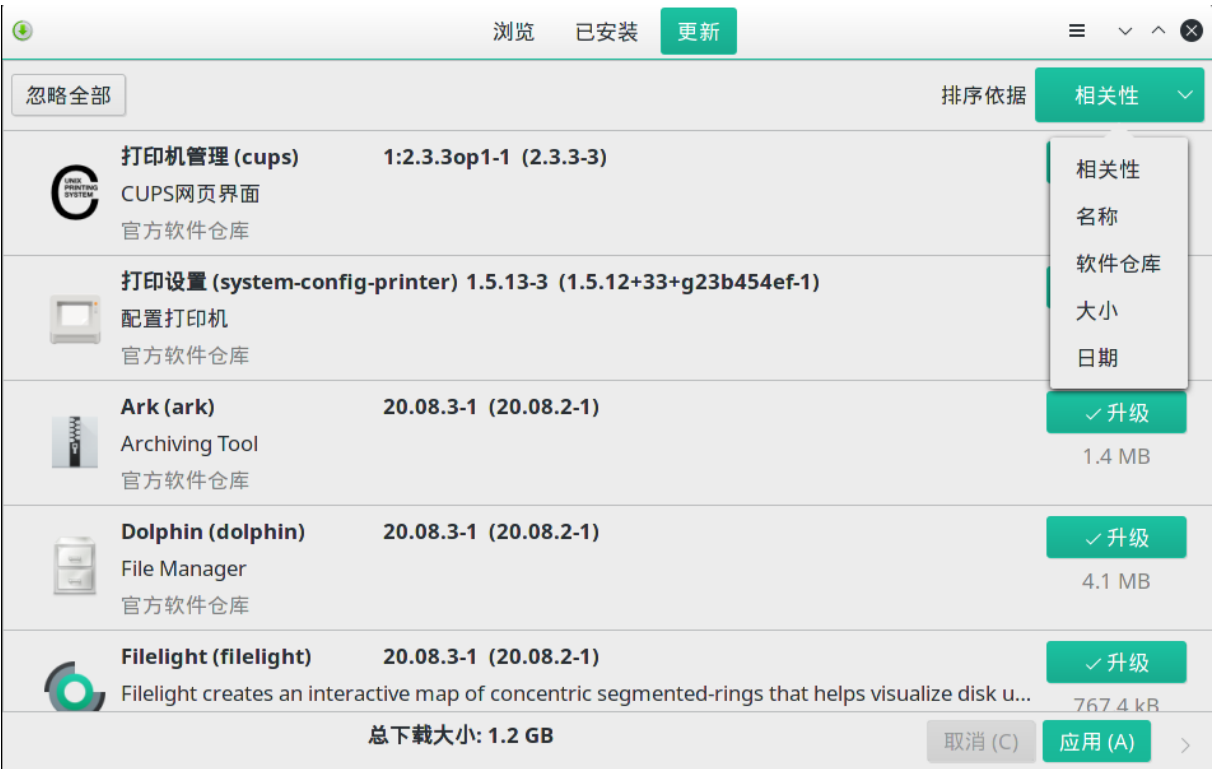 浏览 已安装 更新
忽略全部 排序依据 相关性
打印机管理 (cups) 1:2.3.3op1-1 (2.3.3-3)
UNIX
PRINTING
SYSTEM
CUPS网页界面
官方软件仓库
相关性
名称
软件仓库
大小
日期
打印设置 (system-config-printer) 1.5.13-3 (1.5.12+33+g23b454ef-1)
配置打印机
官方软件仓库
Ark (ark) 20.08.3-1 (20.08.2-1) 升级
Archiving Tool 1.4 MB
官方软件仓库
Dolphin (dolphin) 20.08.3-1 (20.08.2-1) 升级
File Manager 4.1 MB
官方软件仓库
Filelight (filelight) 20.08.3-1 (20.08.2-1) 升级
Filelight creates an interactive map of concentric segmented-rings that helps visualize disk u... 767.4 kB
总下载大小: 1.2 GB 取消 (C) 应用 (A)